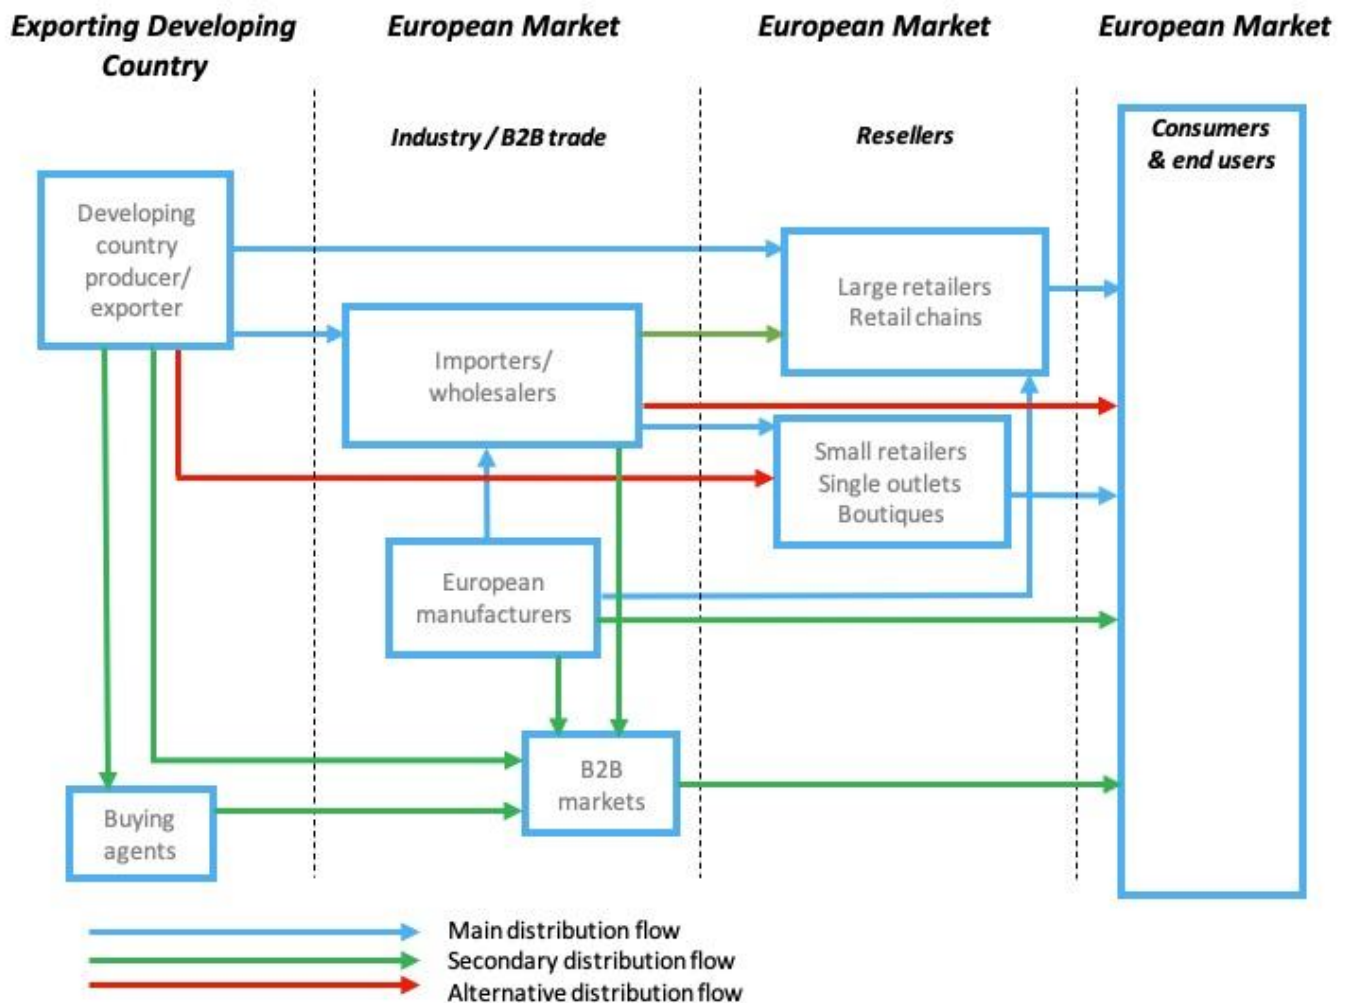 Exporting Developing
Country
European Market
European Market
European Market
Industry / B2B trade
Resellers
Consumers
& end users
Developing
country
producer/
exporter
Importers/
wholesalers
Large retailers
Retail chains
Small retailers
Single outlets
Boutiques
European
manufacturers
B2B
markets
Buying
agents
Main distribution flow
Secondary distribution flow
Alternative distribution flow